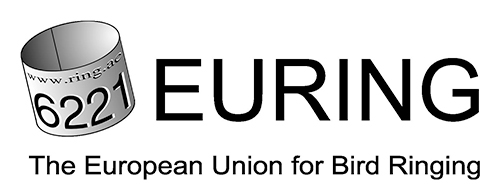 www.ring.ac
6221
EURING
The European Union for Bird Ringing